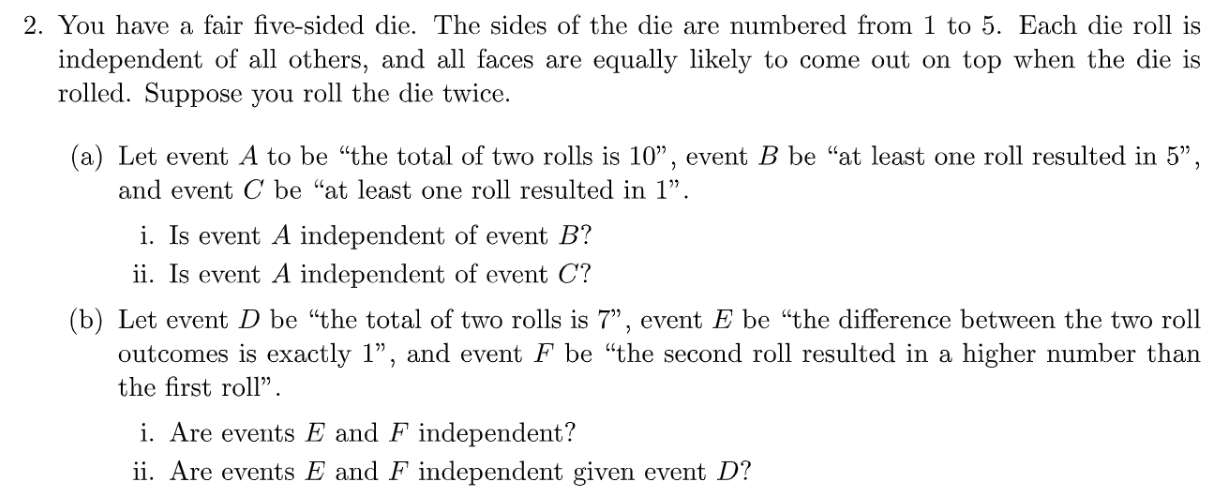 2. You have a fair five-sided die. The sides of the die are numbered from 1 to 5. Each die roll is
independent of all others, and all faces are equally likely to come out on top when the die is
rolled. Suppose you roll the die twice.
(a) Let event A to be “the total of two rolls is 10”, event B be “at least one roll resulted in 5”,
and event C be “at least one roll resulted in 1”.
i. Is event A independent of event B?
ii. Is event A independent of event C?
(b) Let event D be “the total of two rolls is 7”, event E be “the difference between the two roll
outcomes is exactly 1”, and event F be “the second roll resulted in a higher number than
the first roll”.
i. Are events E and F independent?
ii. Are events E and F independent given event D?